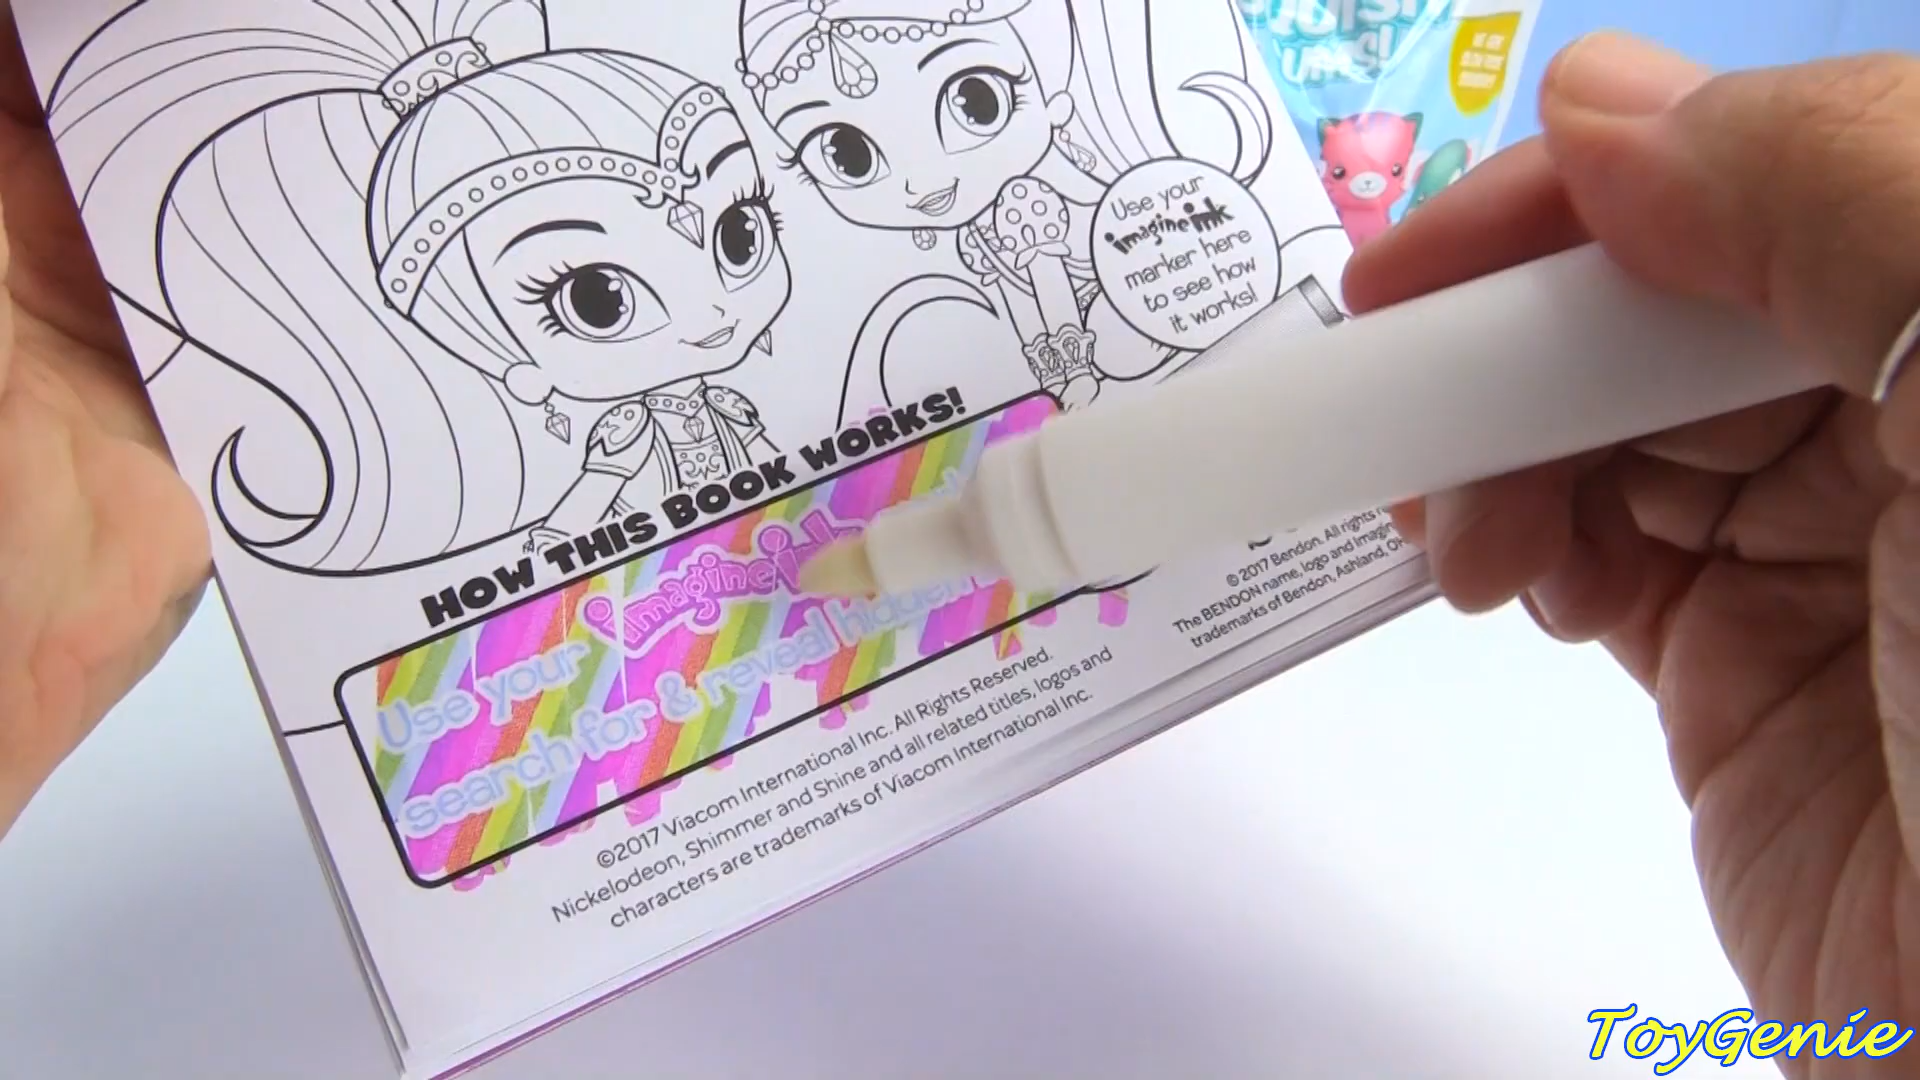 Squish
'ums!
Use your
imagine ink
marker here
to see how
it works!
HOW THIS BOOK WORKS!
Use your imagine ink
search for & reveal hidden
©2017 Viacom International Inc. All Rights Reserved.
Nickelodeon, Shimmer and Shine and all related titles, logos and
characters are trademarks of Viacom International Inc.
© 2017 Bendon. All rights
The BENDON name, logo and Imagine
trademarks of Bendon, Ashland, OH
ToyGenie